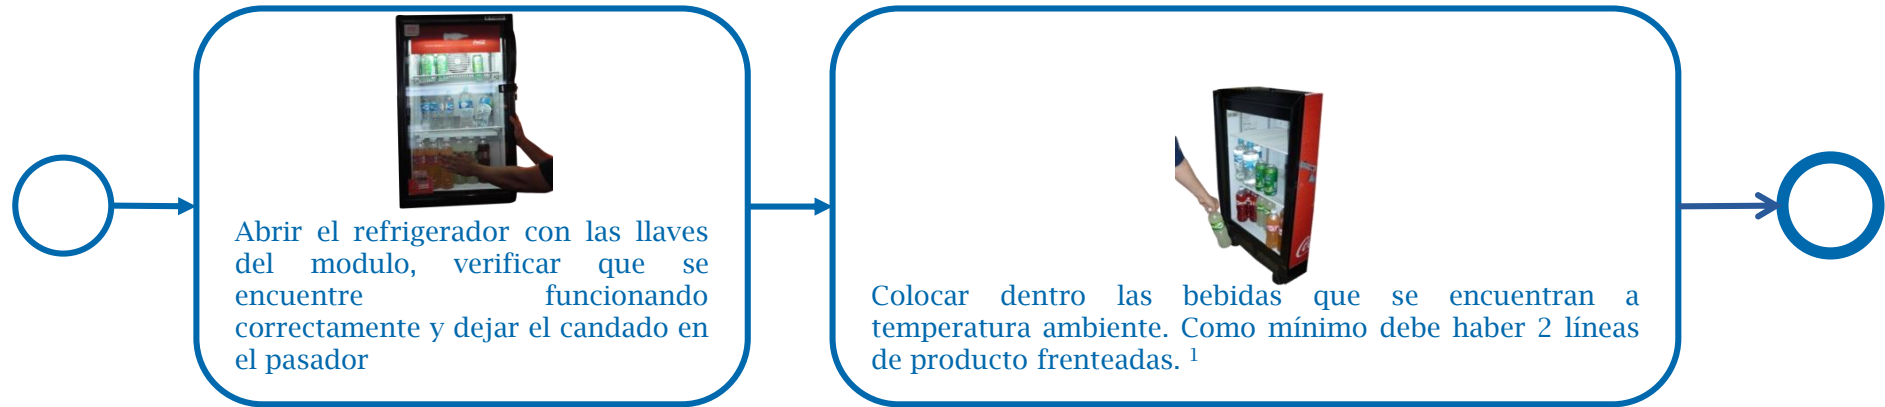 Abrir el refrigerador con las llaves
del modulo, verificar que se
encuentre funcionando
correctamente y dejar el candado en
el pasador
Colocar dentro las bebidas que se encuentran a
temperatura ambiente. Como mínimo debe haber 2 líneas
de producto frenteadas. 1